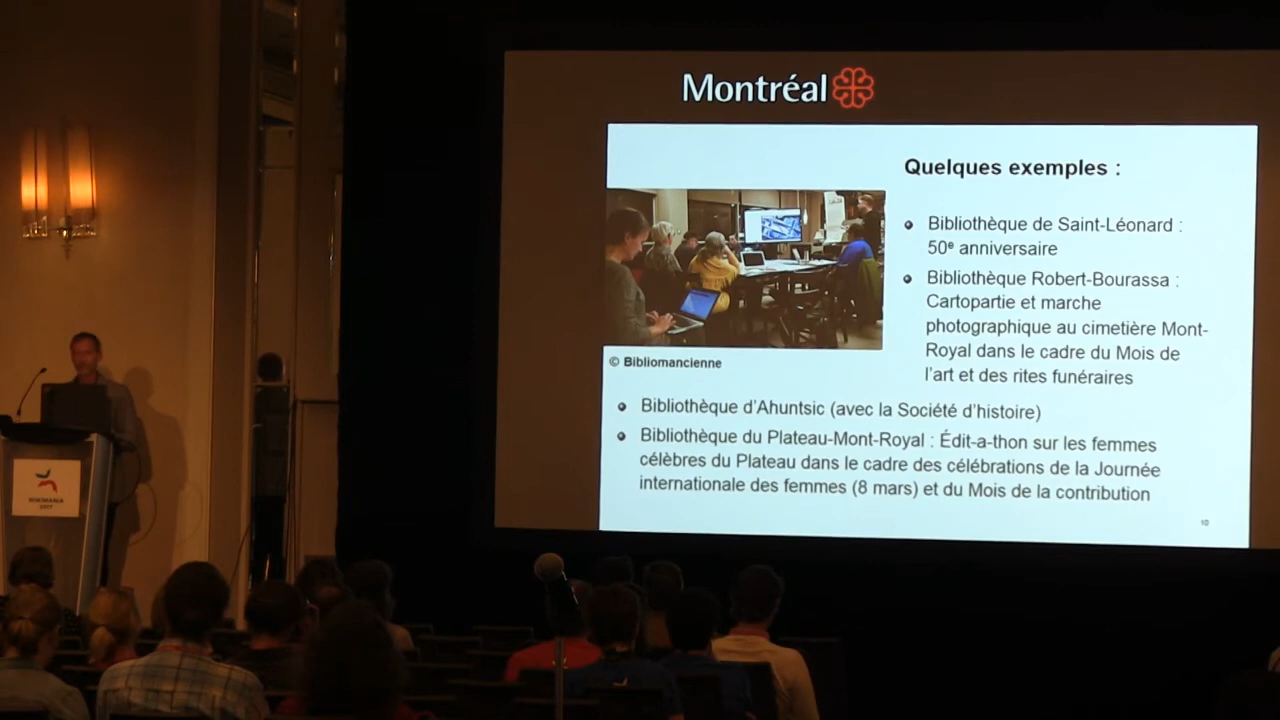 Montréal
Quelques exemples :
Bibliothèque de Saint-Léonard :
50e anniversaire
Bibliothèque Robert-Bourassa :
Cartopartie et marche
photographique au cimetière Mont-
Royal dans le cadre du Mois de
l'art et des rites funéraires
© Bibliomancienne
Bibliothèque d'Ahuntsic (avec la Société d'histoire)
Bibliothèque du Plateau-Mont-Royal : Édit-a-thon sur les femmes
célèbres du Plateau dans le cadre des célébrations de la Journée
internationale des femmes (8 mars) et du Mois de la contribution
10
WIKIMANIA
2017